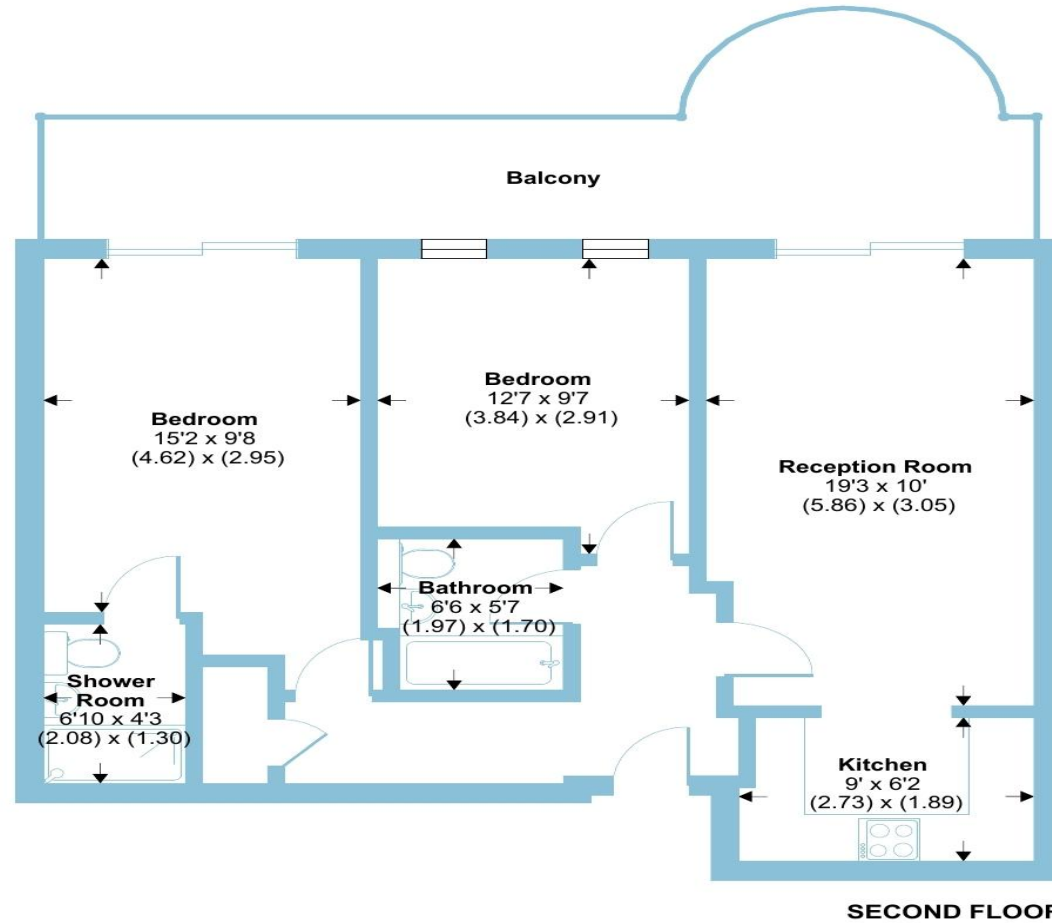 Balcony
Bedroom
15'2 x 9'8
(4.62) x (2.95)
Bedroom
12'7 x 9'7
(3.84) x (2.91)
Reception Room
19'3 x 10'
(5.86) x (3.05)
Bathroom
6'6 x 5'7
(1.97) x (1.70)
Shower
Room
6'10 x 4'3
(2.08) x (1.30)
Kitchen
9' x 6'2
(2.73) x (1.89)
SECOND FLOOR